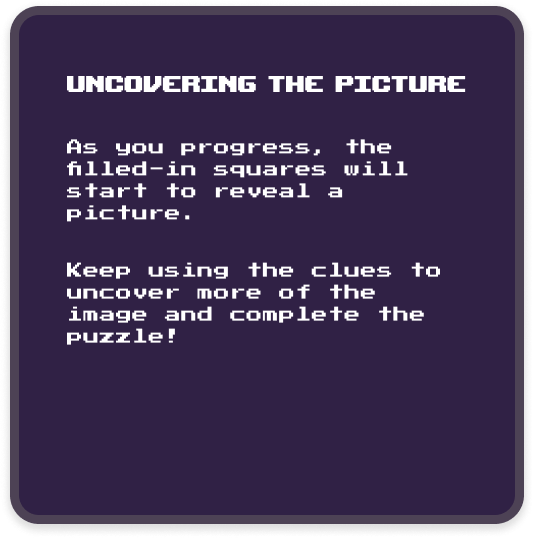 UNCOVERING THE PICTURE
As you progress, the
filled-in squares will
start to reveal a
picture.
Keep using the clues to
uncover more of the
image and complete the
puzzle!